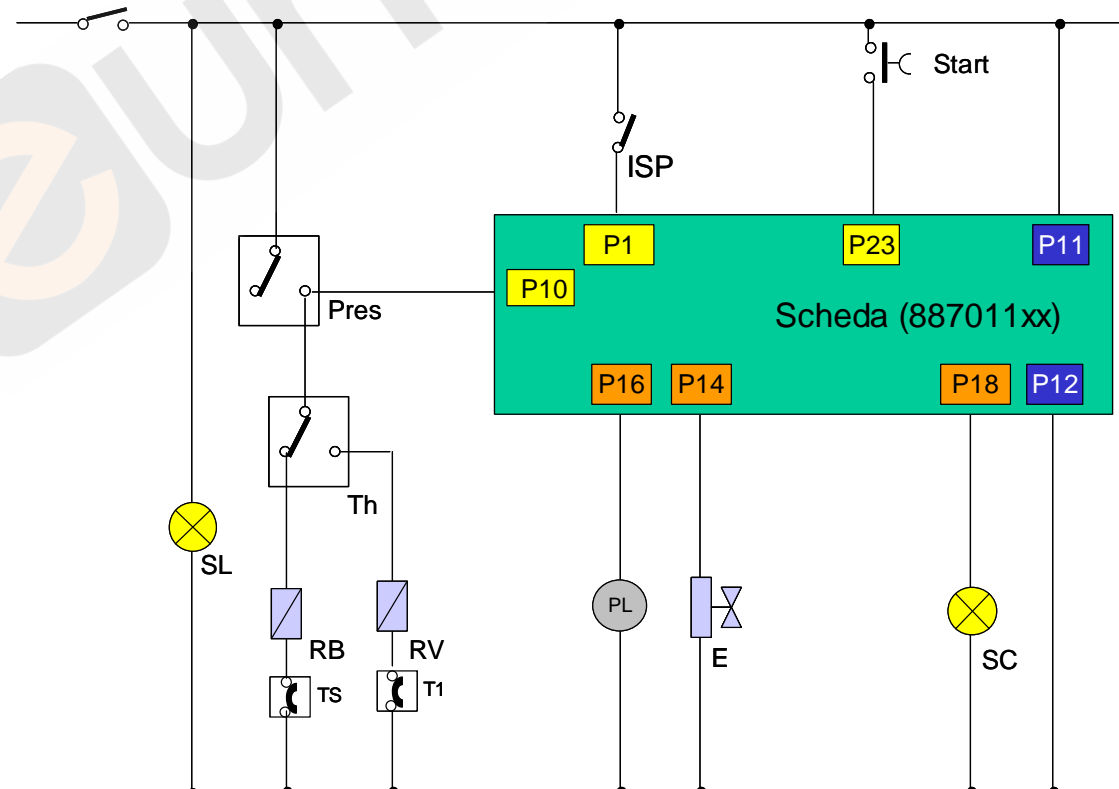 Start
ISP
P1
P23
P11
P10
Pres
Scheda (887011xx)
P16
P14
P18
P12
Th
SL
PL
RB
RV
E
SC
TS
T1